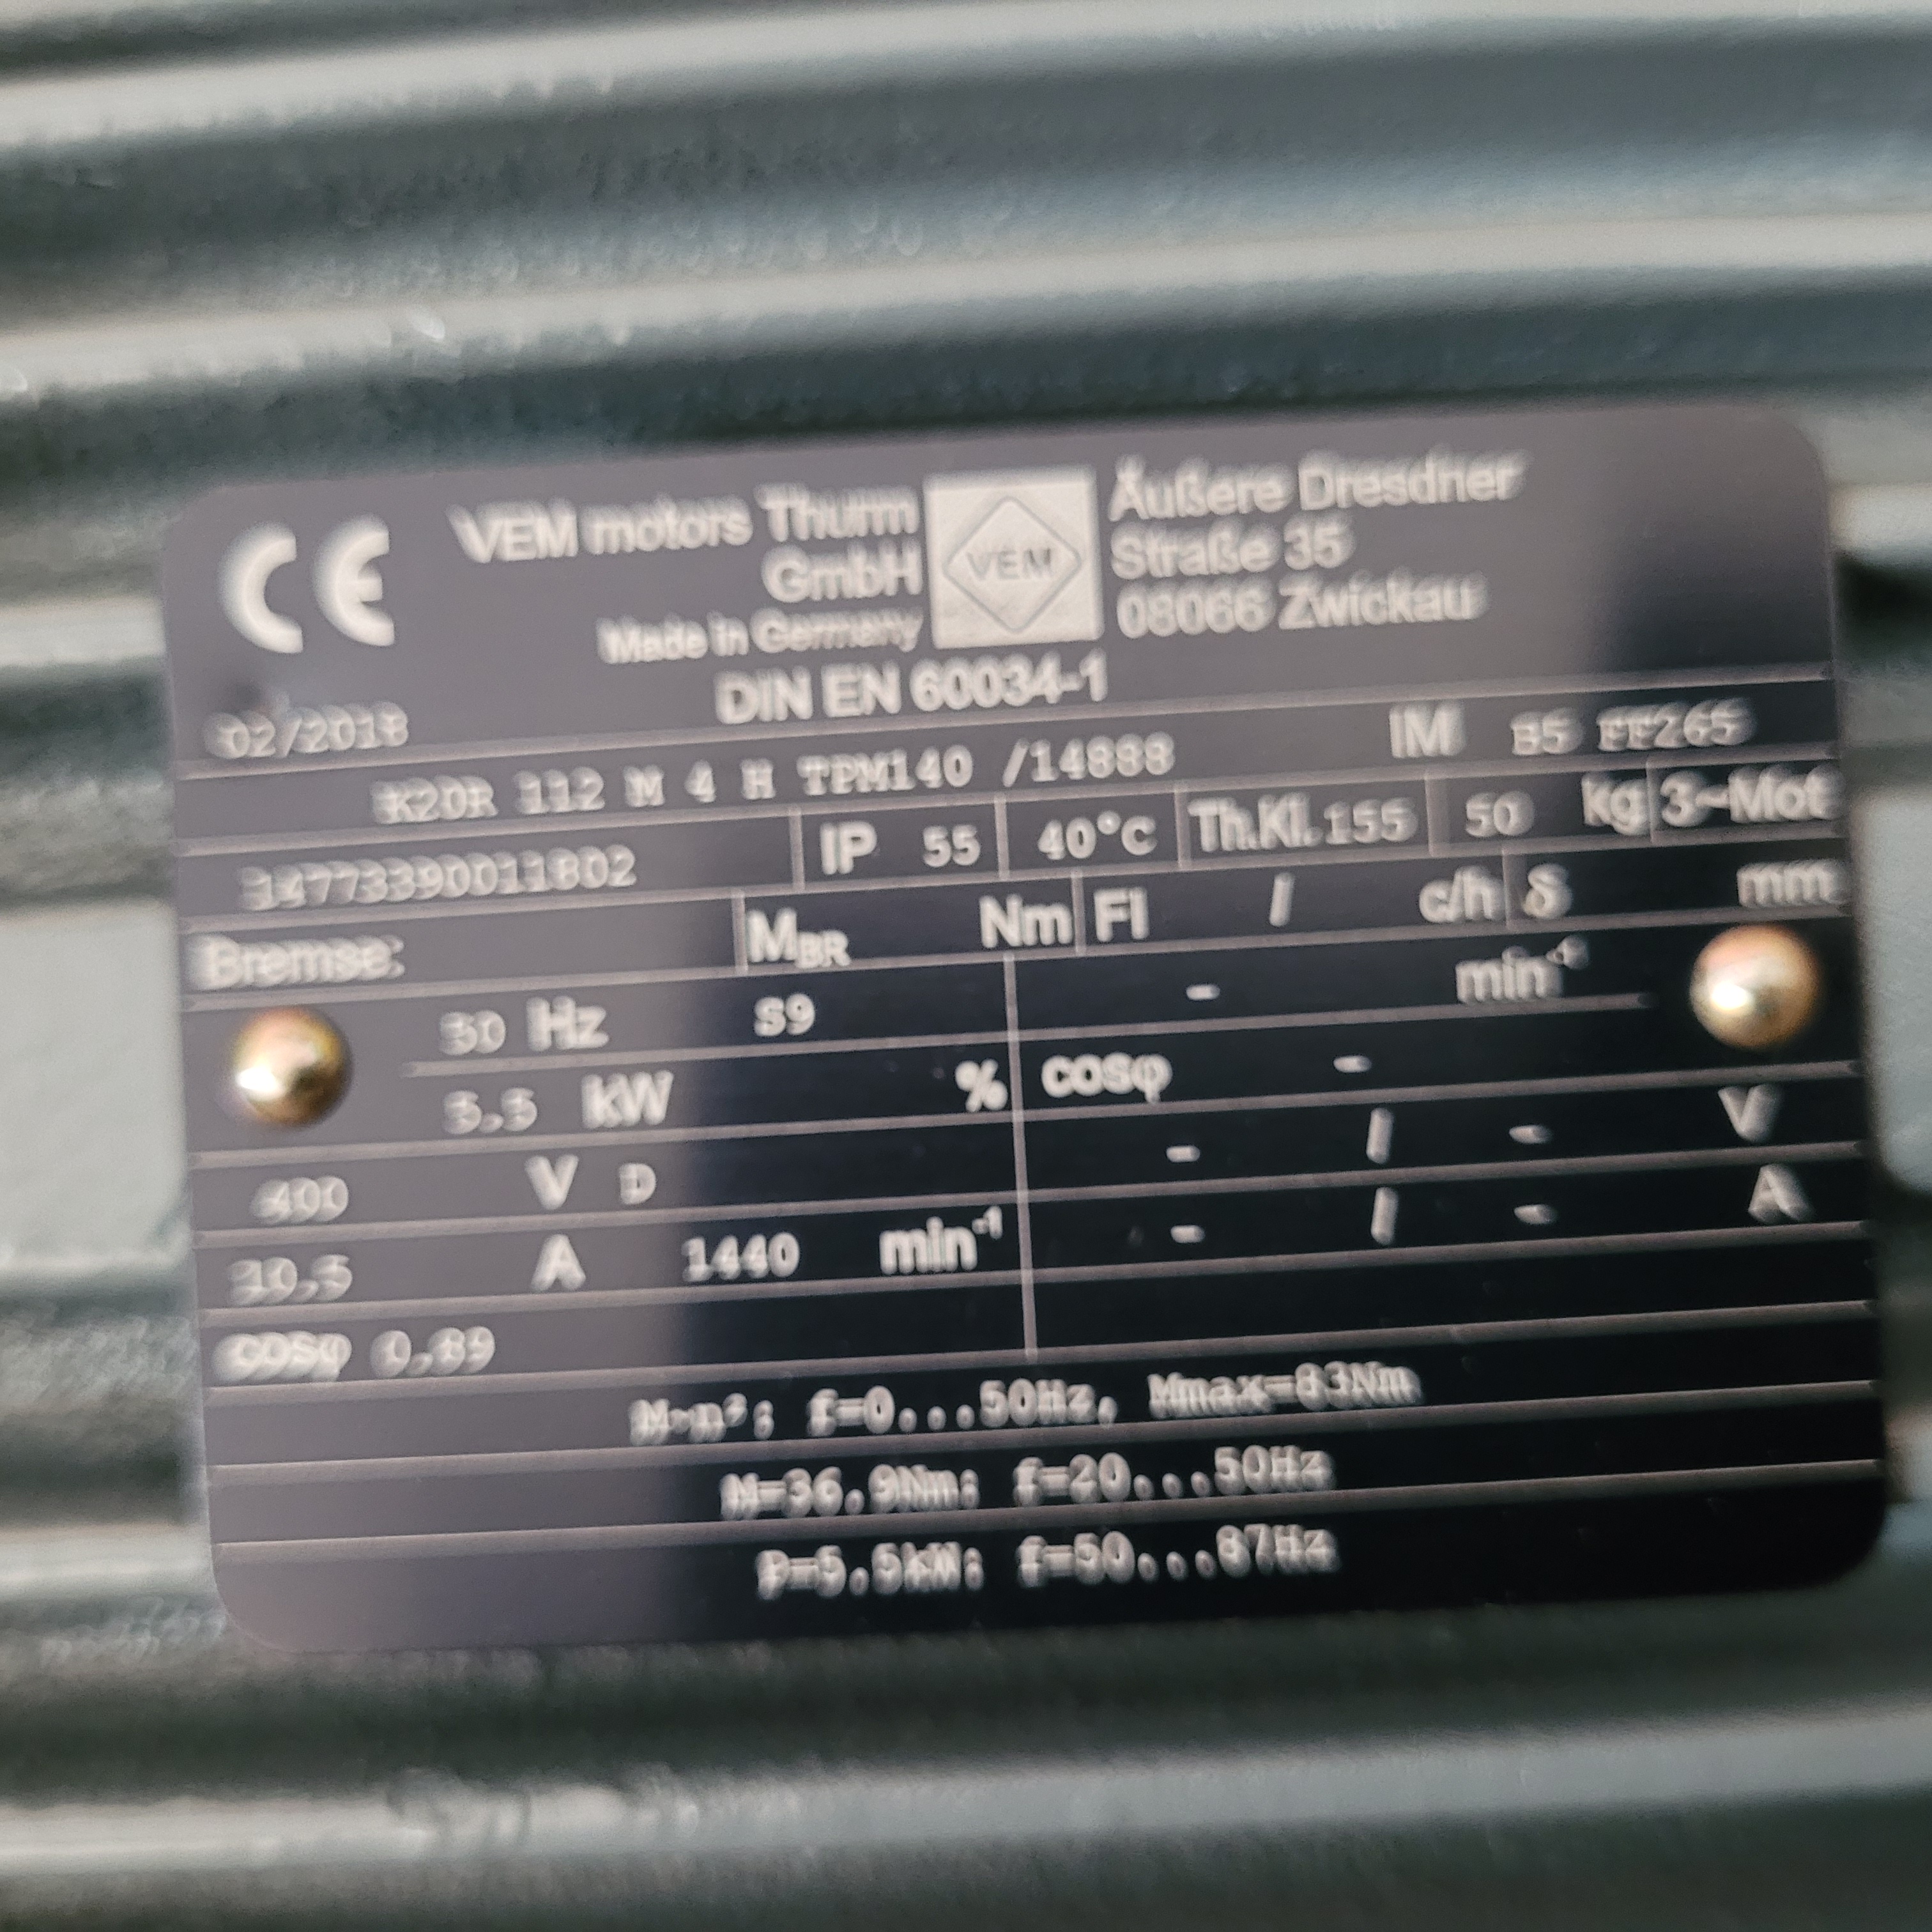 CE VEM motors Thurm GmbH
Made in Germany
VEM
Äußere Dresdner
Straße 35
08066 Zwickau
02/2018 DIN EN 60034-1
K20R 112 M 4 H TPM140 /14888 IM B5 FF265
14773390011802 IP 55 40°C Th.Kl.155 50 kg 3~Mot
Bremse: MBR Nm Fl / c/h δ mm
50 Hz S9 - min⁻¹
5,5 kW % cosφ -
400 V D - / - V
10,5 A 1440 min⁻¹ - / - A
cosφ 0,89
M~n²; f=0...50Hz, Mmax=83Nm
M=36.9Nm; f=20...50Hz
P=5.5kW; f=50...87Hz